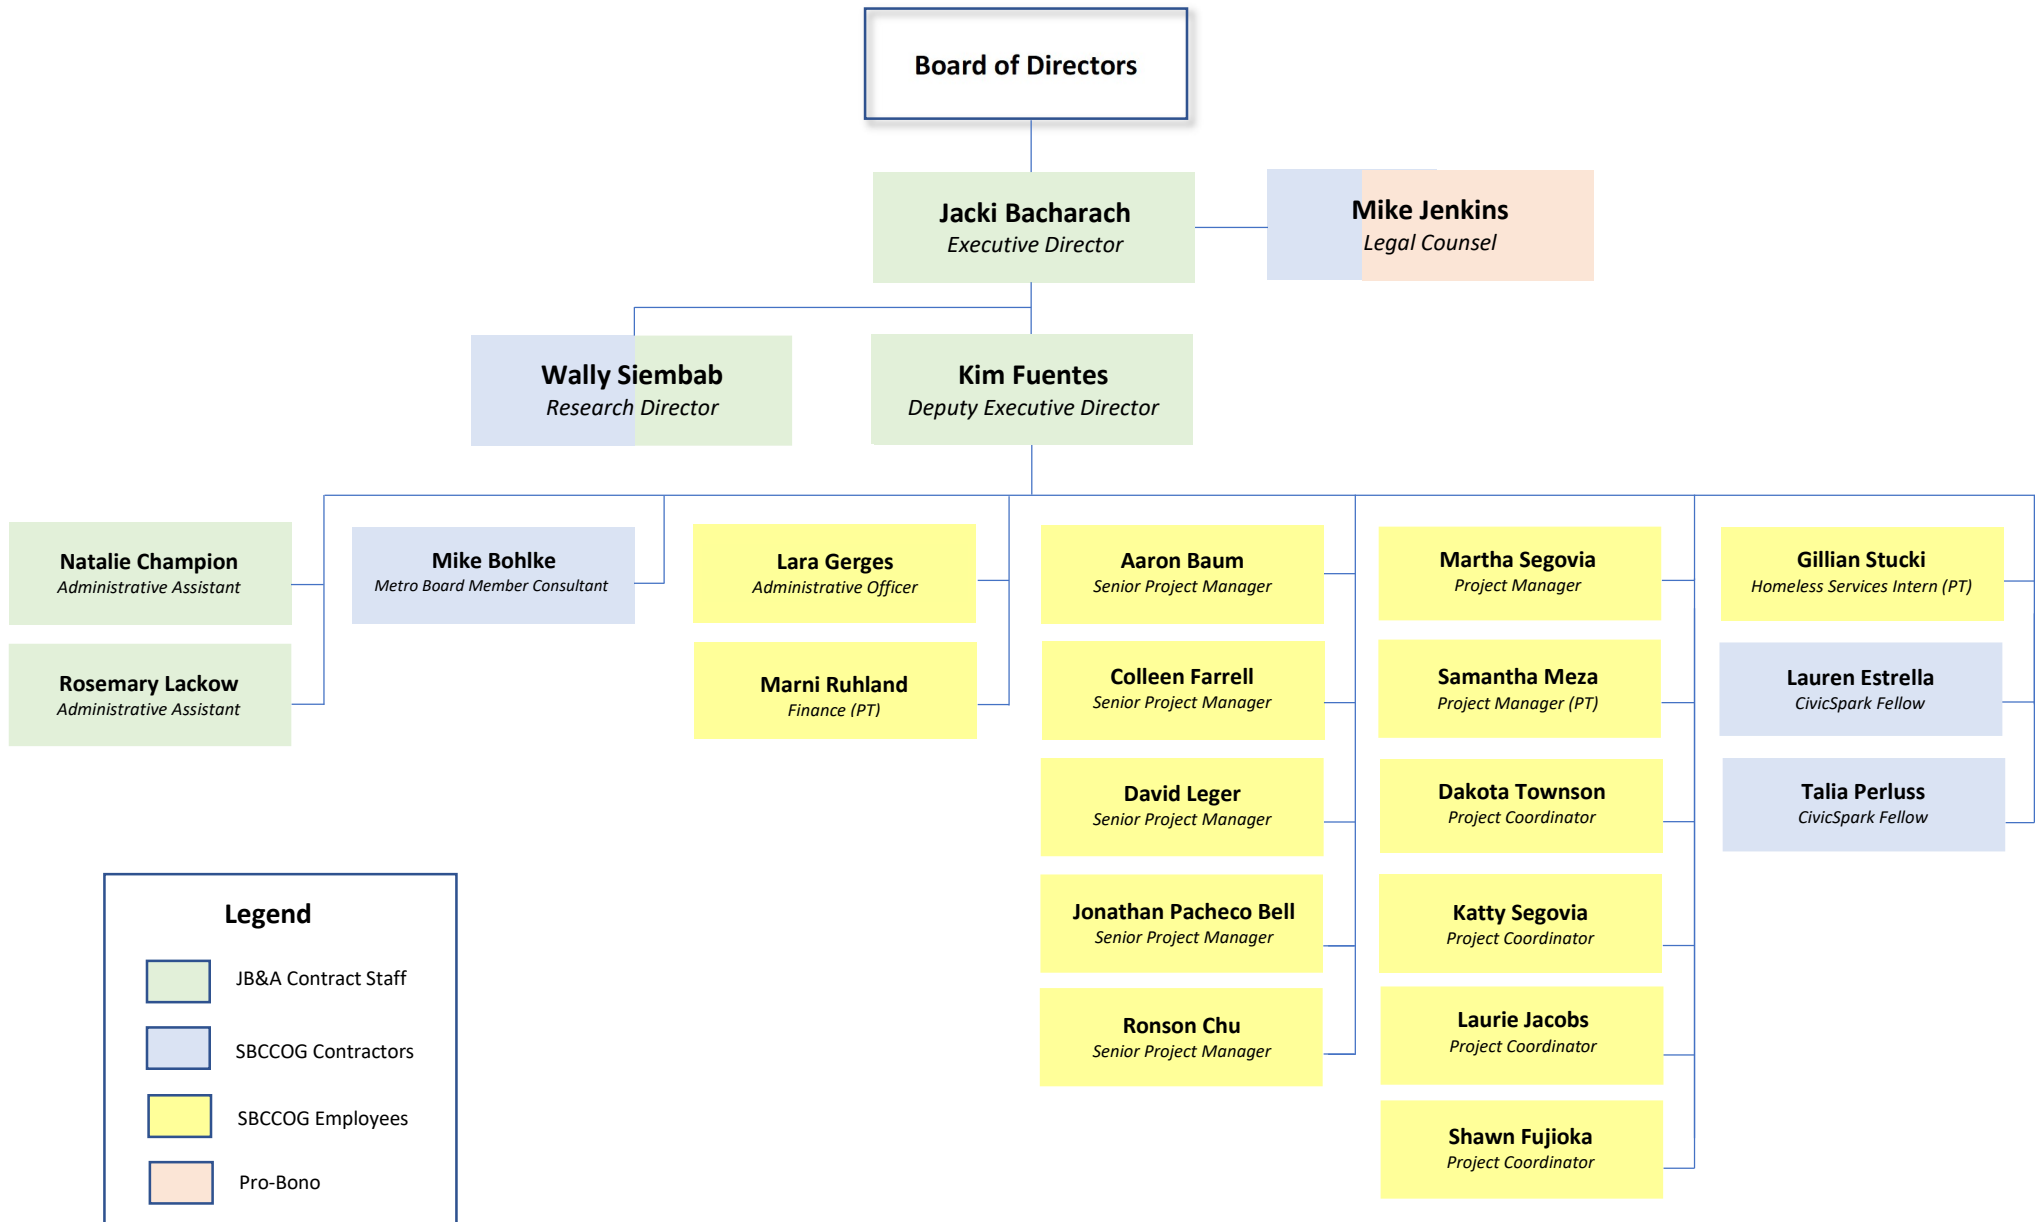 Board of Directors
Jacki Bacharach
Executive Director
Mike Jenkins
Legal Counsel
Wally Siembab
Research Director
Kim Fuentes
Deputy Executive Director
Natalie Champion
Administrative Assistant
Rosemary Lackow
Administrative Assistant
Mike Bohlke
Metro Board Member Consultant
Lara Gerges
Administrative Officer
Marni Ruhland
Finance (PT)
Aaron Baum
Senior Project Manager
Colleen Farrell
Senior Project Manager
David Leger
Senior Project Manager
Jonathan Pacheco Bell
Senior Project Manager
Ronson Chu
Senior Project Manager
Martha Segovia
Project Manager
Samantha Meza
Project Manager (PT)
Dakota Townson
Project Coordinator
Katty Segovia
Project Coordinator
Laurie Jacobs
Project Coordinator
Shawn Fujioka
Project Coordinator
Gillian Stucki
Homeless Services Intern (PT)
Lauren Estrella
CivicSpark Fellow
Talia Perluss
CivicSpark Fellow
Legend
JB&A Contract Staff
SBCCOG Contractors
SBCCOG Employees
Pro-Bono